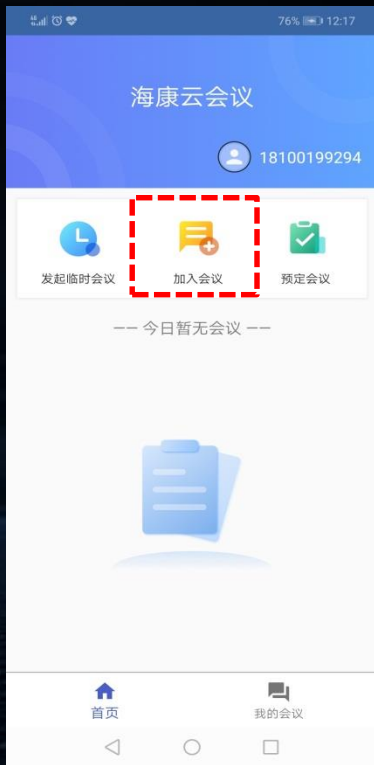 76% 12:17
海康云会议
18100199294
发起临时会议 加入会议 预定会议
—— 今日暂无会议 ——
首页 我的会议